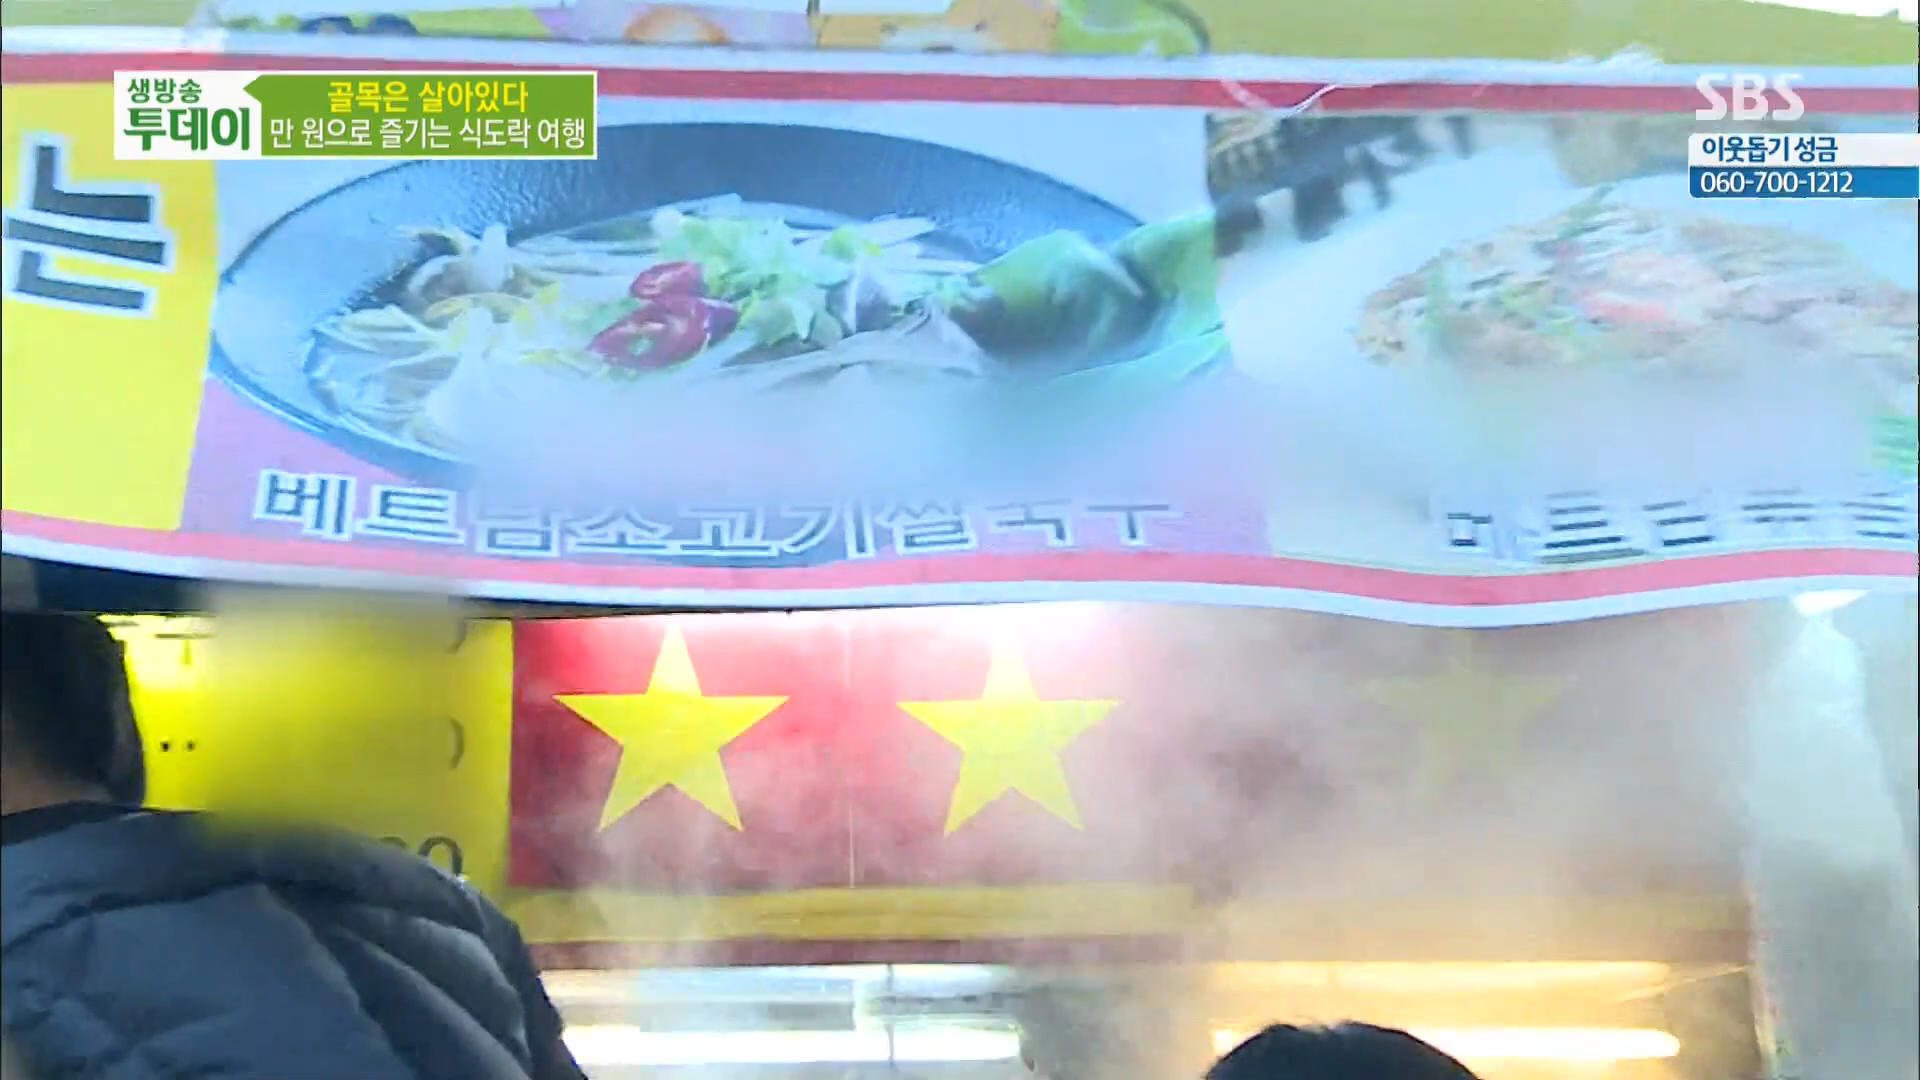 생방송
투데이
골목은 살아있다
만 원으로 즐기는 식도락 여행
SBS
이웃돕기 성금
060-700-1212
베트남소고기쌀국수